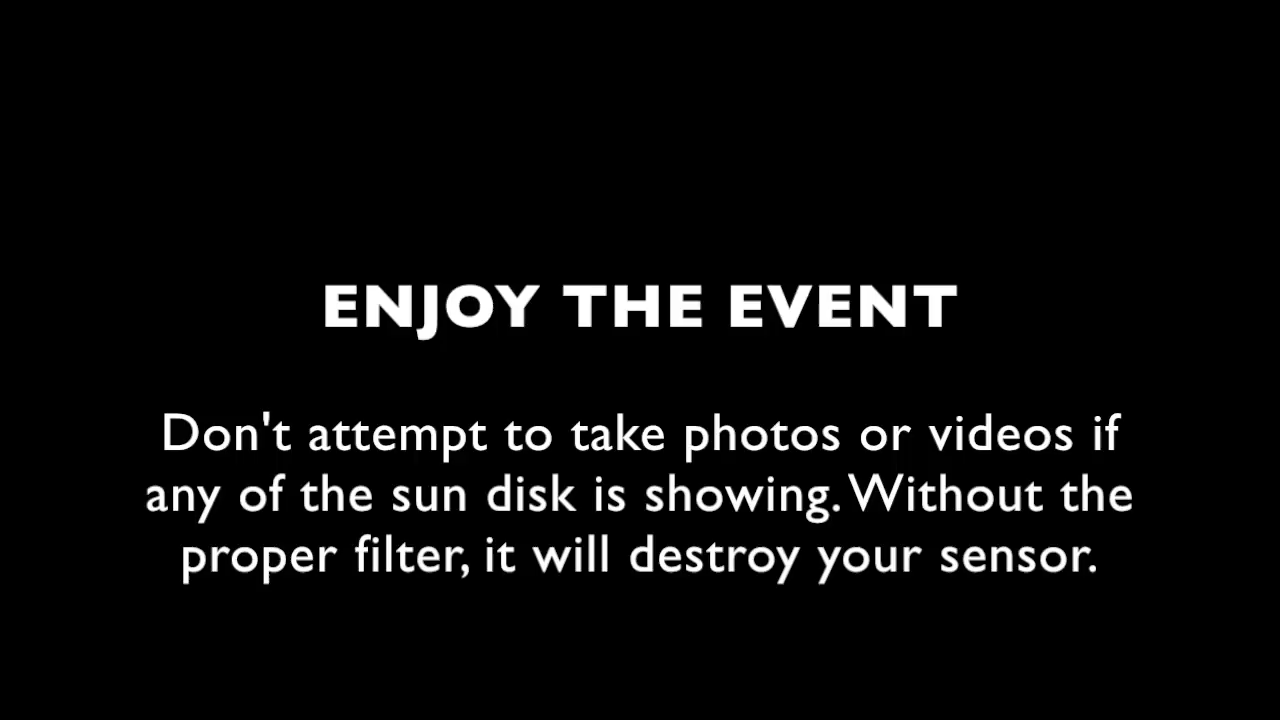 ENJOY THE EVENT
Don't attempt to take photos or videos if
any of the sun disk is showing. Without the
proper filter, it will destroy your sensor.